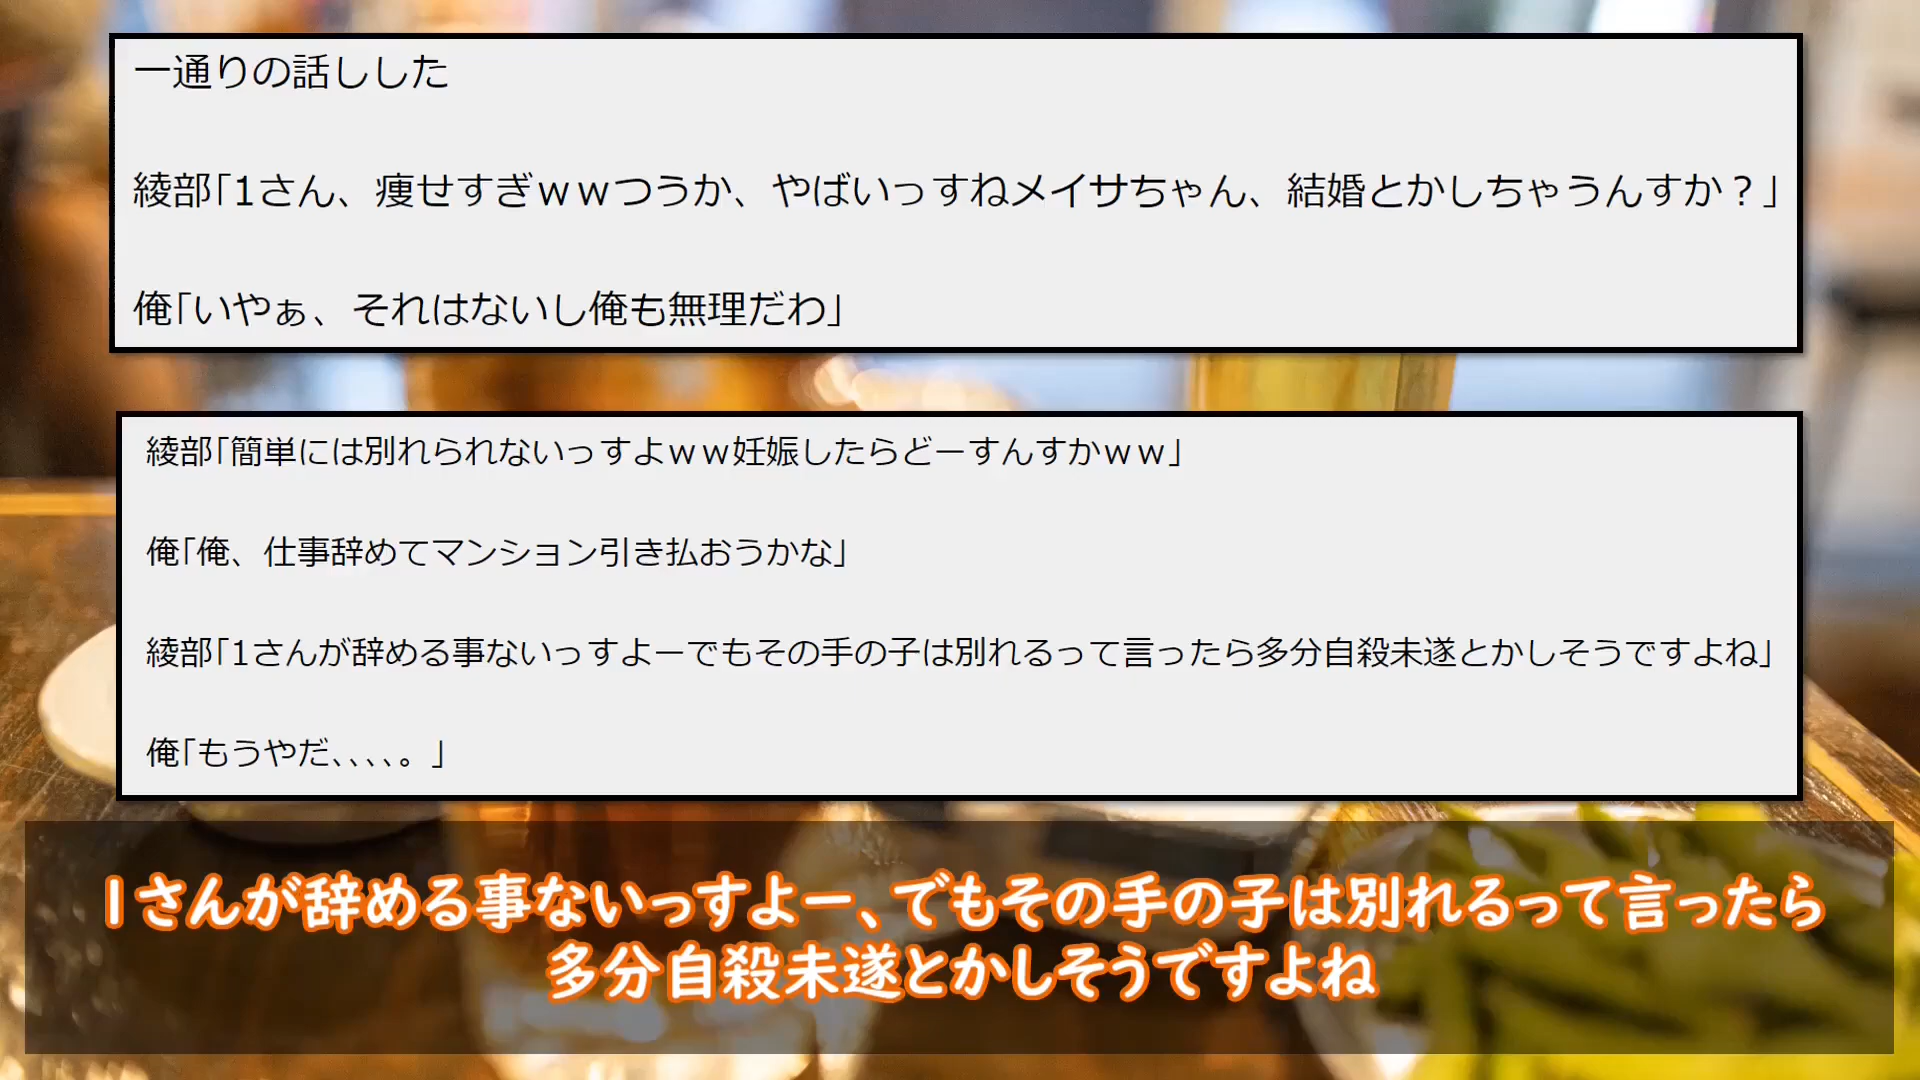 一通りの話しした
綾部｢1さん、痩せすぎｗｗつうか、やばいっすねメイサちゃん、結婚とかしちゃうんすか？｣
俺｢いやぁ、それはないし俺も無理だわ｣
綾部｢簡単には別れられないっすよｗｗ妊娠したらどーすんすかｗｗ｣
俺｢俺、仕事辞めてマンション引き払おうかな｣
綾部｢1さんが辞める事ないっすよーでもその手の子は別れるって言ったら多分自殺未遂とかしそうですよね｣
俺｢もうやだ､､､､。｣
1さんが辞める事ないっすよー､でもその手の子は別れるって言ったら
多分自殺未遂とかしそうですよね